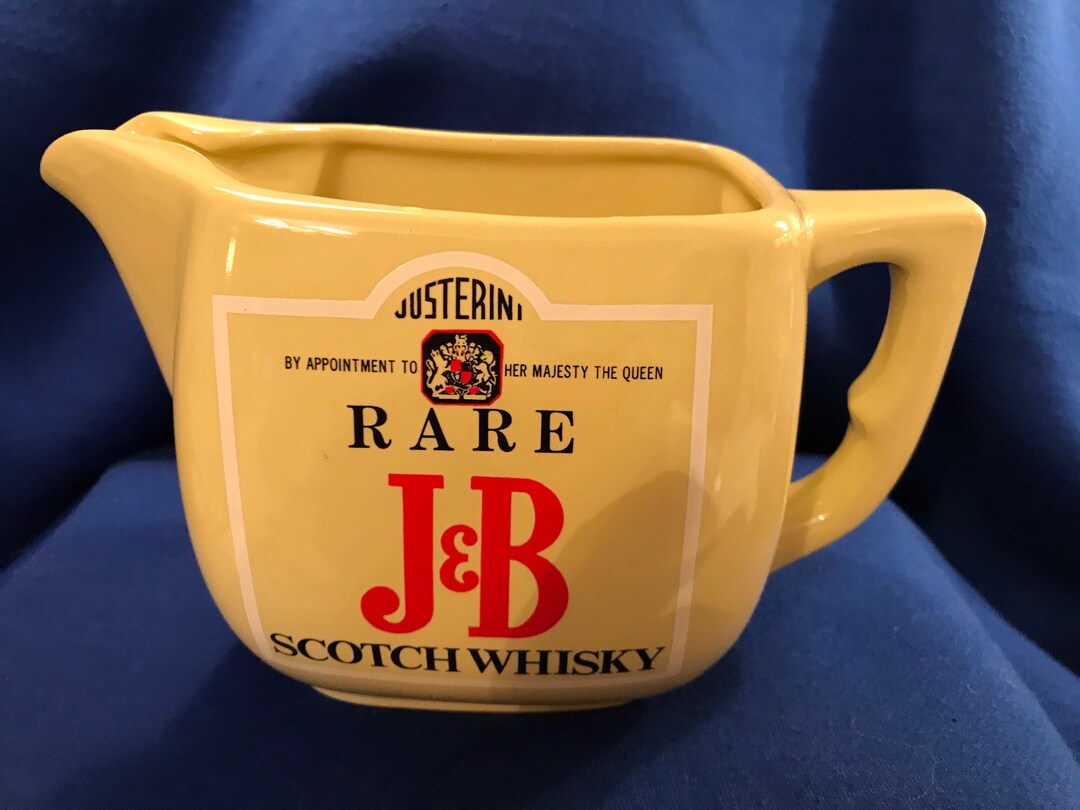 JUSTERINI
BY APPOINTMENT TO HER MAJESTY THE QUEEN
RARE
J&B
SCOTCH WHISKY